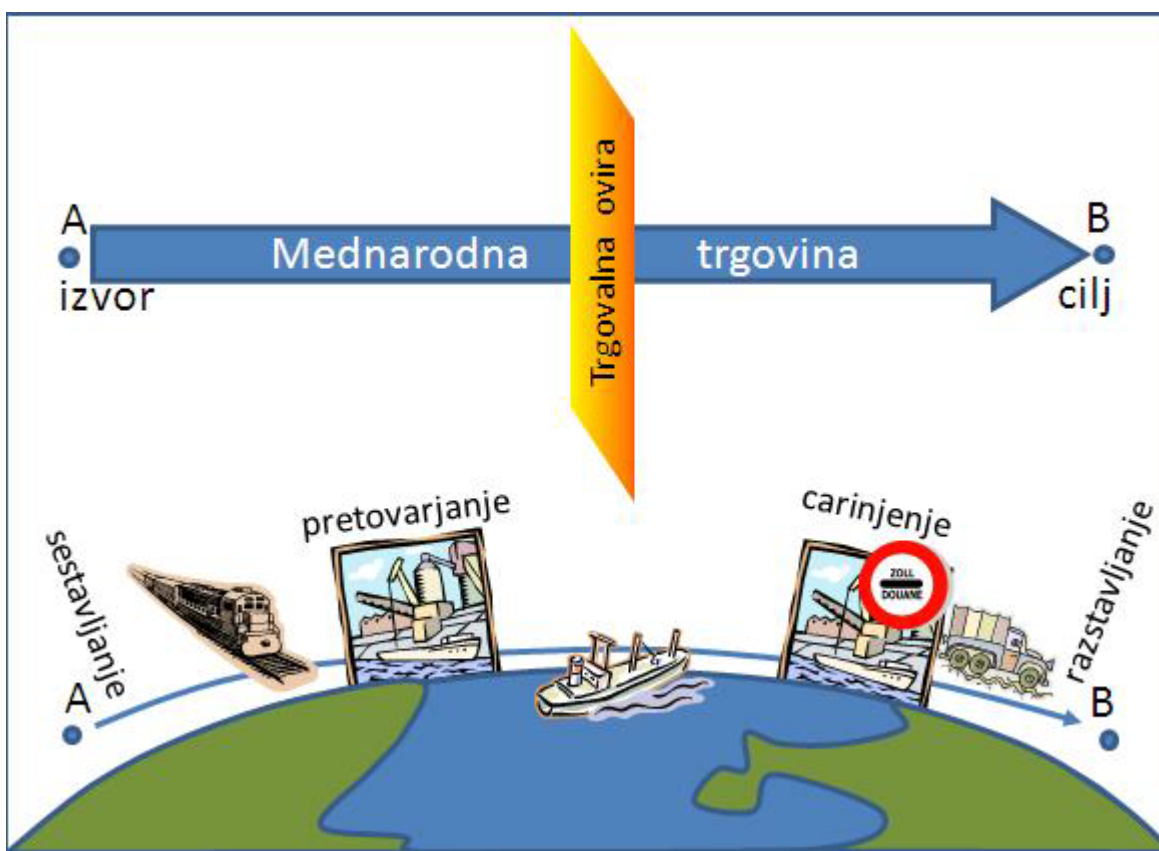 Trgovalna ovira
A
B
Mednarodna trgovina
izvor
cilj
pretovarjanje
carinjenje
sestavljanje
razstavljanje
ZOLL
DOUANE
A
B